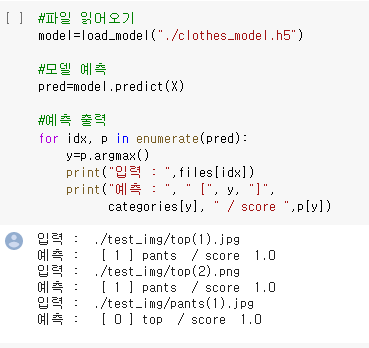 [ ] #파일 읽어오기
model=load_model("./clothes_model.h5")
#모델 예측
pred=model.predict(X)
#예측 출력
for idx, p in enumerate(pred):
y=p.argmax()
print("입력 : ",files[idx])
print("예측 : ", " [", y, "]",
categories[y], " / score ",p[y])
입력 :  ./test_img/top(1).jpg
예측 :   [ 1 ] pants  / score  1.0
입력 :  ./test_img/top(2).png
예측 :   [ 1 ] pants  / score  1.0
입력 :  ./test_img/pants(1).jpg
예측 :   [ 0 ] top  / score  1.0